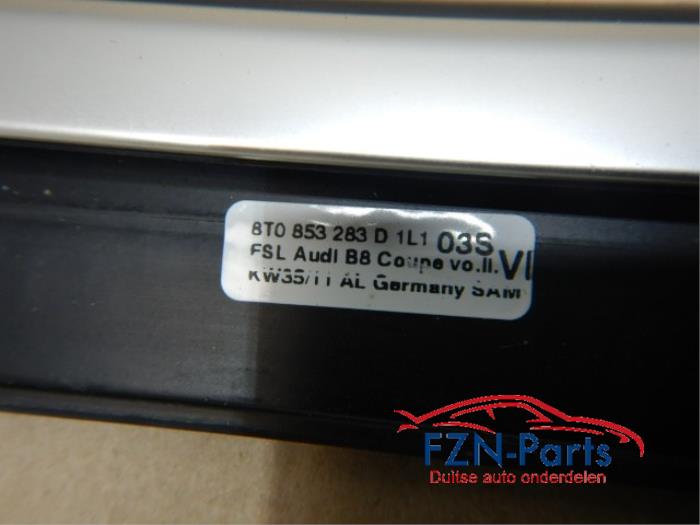 8T0 853 283 D 1L1 03S
FSL Audi B8 Coupe vo.li. VI
KW35/11 AL Germany SAM
FZN-Parts
Duitse auto onderdelen